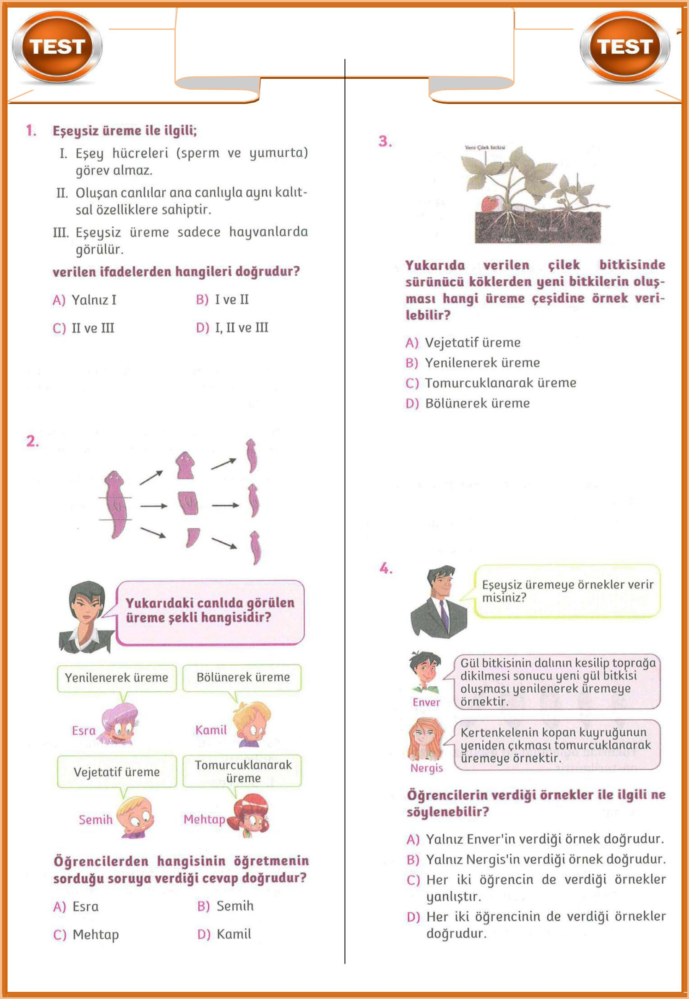 TEST
TEST
1. Eşeysiz üreme ile ilgili;
I. Eşey hücreleri (sperm ve yumurta)
görev almaz.
II. Oluşan canlılar ana canlıyla aynı kalıt-
sal özelliklere sahiptir.
III. Eşeysiz üreme sadece hayvanlarda
görülür.
verilen ifadelerden hangileri doğrudur?
A) Yalnız I
B) I ve II
C) II ve III
D) I, II ve III
2.
Yukarıdaki canlıda görülen
üreme şekli hangisidir?
Yenilenerek üreme
Bölünerek üreme
Esra
Kamil
Vejetatif üreme
Tomurcuklanarak
üreme
Semih
Mehtap
Öğrencilerden hangisinin öğretmenin
sorduğu soruya verdiği cevap doğrudur?
A) Esra
B) Semih
C) Mehtap
D) Kamil
3.
Yeni Çilek bitkisi
Kökler
Yukarıda verilen çilek bitkisinde
sürünücü köklerden yeni bitkilerin oluş-
ması hangi üreme çeşidine örnek veri-
lebilir?
A) Vejetatif üreme
B) Yenilenerek üreme
C) Tomurcuklanarak üreme
D) Bölünerek üreme
4.
Eşeysiz üremeye örnekler verir
misiniz?
Gül bitkisinin dalının kesilip toprağa
dikilmesi sonucu yeni gül bitkisi
oluşması yenilenerek üremeye
örnektir.
Enver
Kertenkelenin kopan kuyruğunun
yeniden çıkması tomurcuklanarak
üremeye örnektir.
Nergis
Öğrencilerin verdiği örnekler ile ilgili ne
söylenebilir?
A) Yalnız Enver'in verdiği örnek doğrudur.
B) Yalnız Nergis'in verdiği örnek doğrudur.
C) Her iki öğrencin de verdiği örnekler
yanlıştır.
D) Her iki öğrencinin de verdiği örnekler
doğrudur.